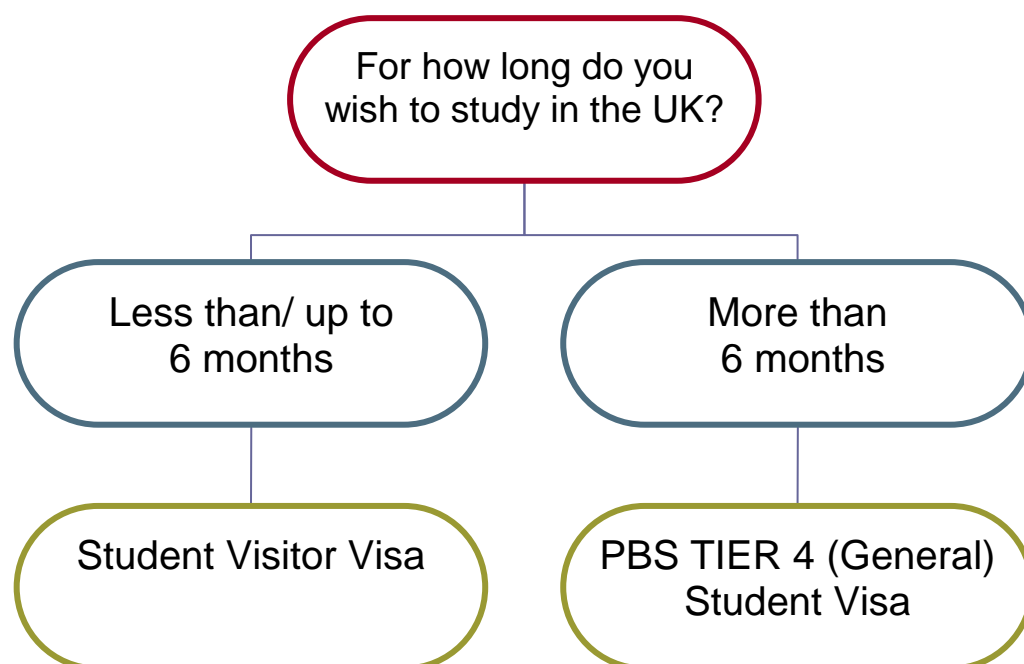 For how long do you
wish to study in the UK?
Less than/ up to
6 months
More than
6 months
Student Visitor Visa
PBS TIER 4 (General)
Student Visa